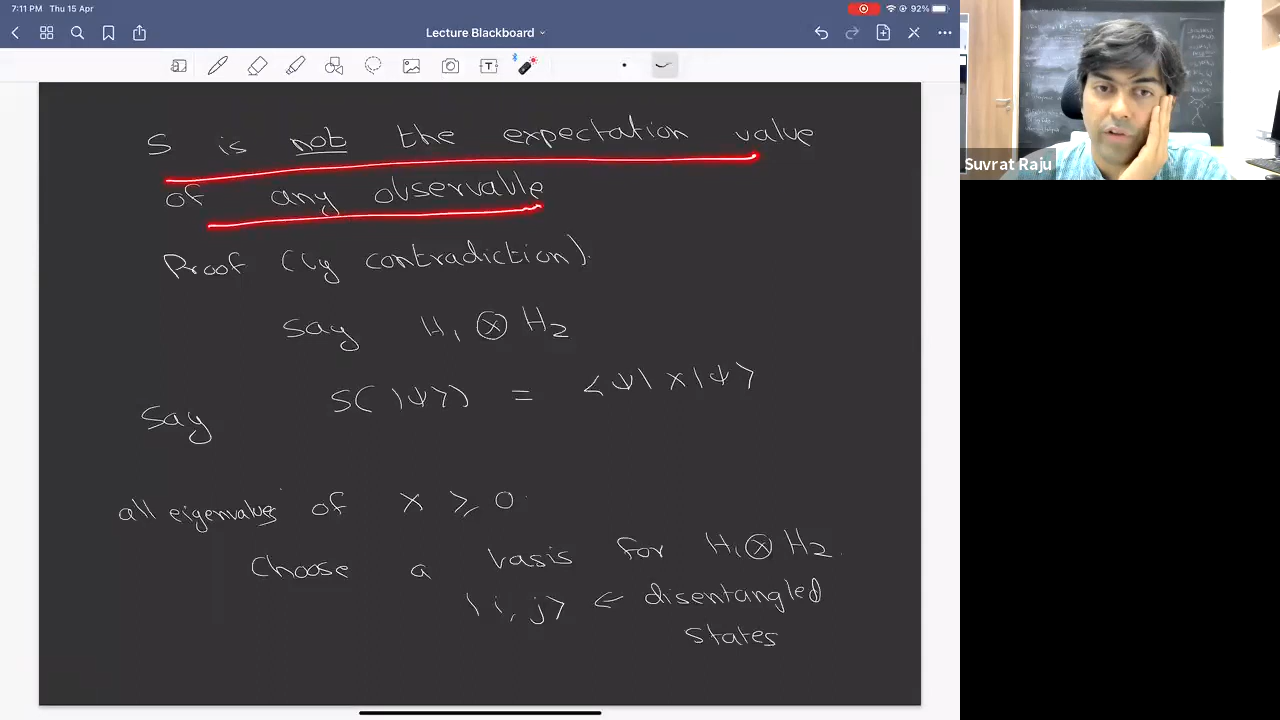 7:11 PM Thu 15 Apr
92%
Lecture Blackboard
S is not the expectation value
of any observable
Proof (by contradiction).
Say H₁ ⊗ H₂
Say S(|ψ>) = <ψ|X|ψ>
all eigenvalues of X ≥ 0
Choose a basis for H₁ ⊗ H₂.
|i, j> ← disentangled
states
Suvrat Raju